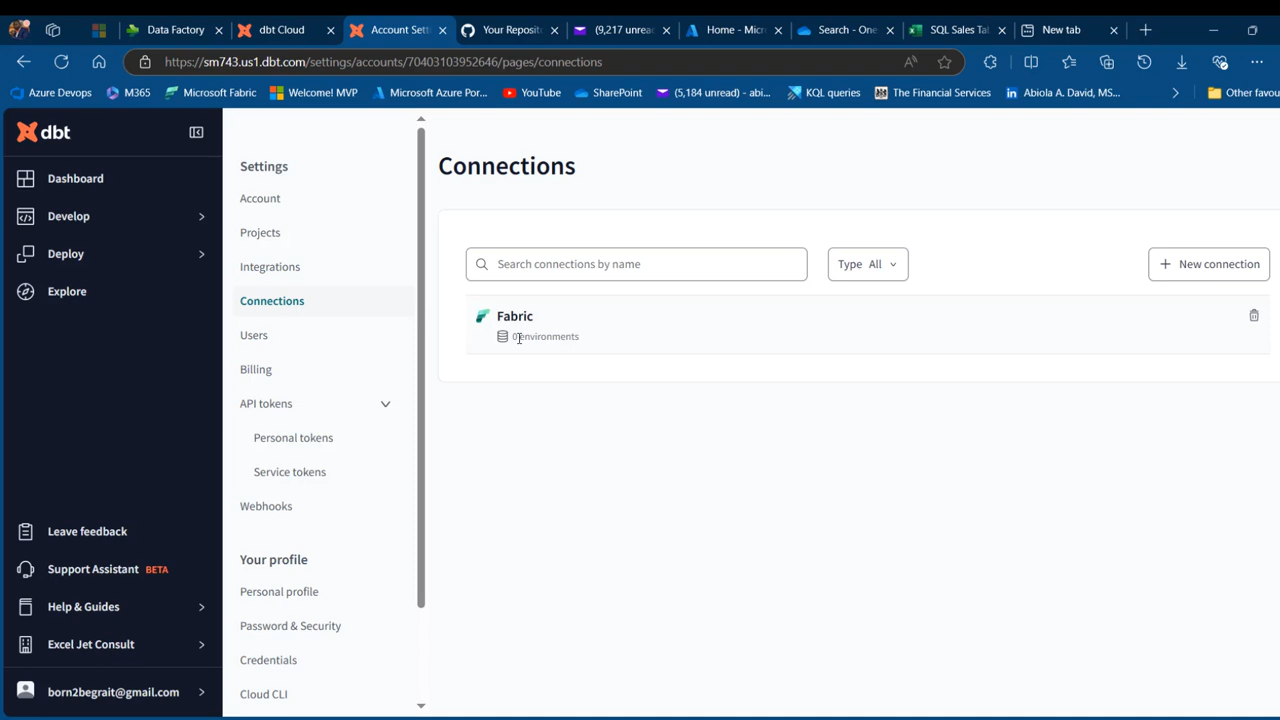 Data Factory
dbt Cloud
Account Sett
Your Reposit
(9,217 unrea
Home - Micr
Search - One
SQL Sales Tal
New tab
https://sm743.us1.dbt.com/settings/accounts/70403103952646/pages/connections
Azure Devops
M365
Microsoft Fabric
Welcome! MVP
Microsoft Azure Por...
YouTube
SharePoint
(5,184 unread) - abi...
KQL queries
The Financial Services
Abiola A. David, MS...
Other favou
dbt
Dashboard
Develop
Deploy
Explore
Leave feedback
Support Assistant BETA
Help & Guides
Excel Jet Consult
born2begrait@gmail.com
Settings
Account
Projects
Integrations
Connections
Users
Billing
API tokens
Personal tokens
Service tokens
Webhooks
Your profile
Personal profile
Password & Security
Credentials
Cloud CLI
Connections
Search connections by name
Type All
New connection
Fabric
0 environments